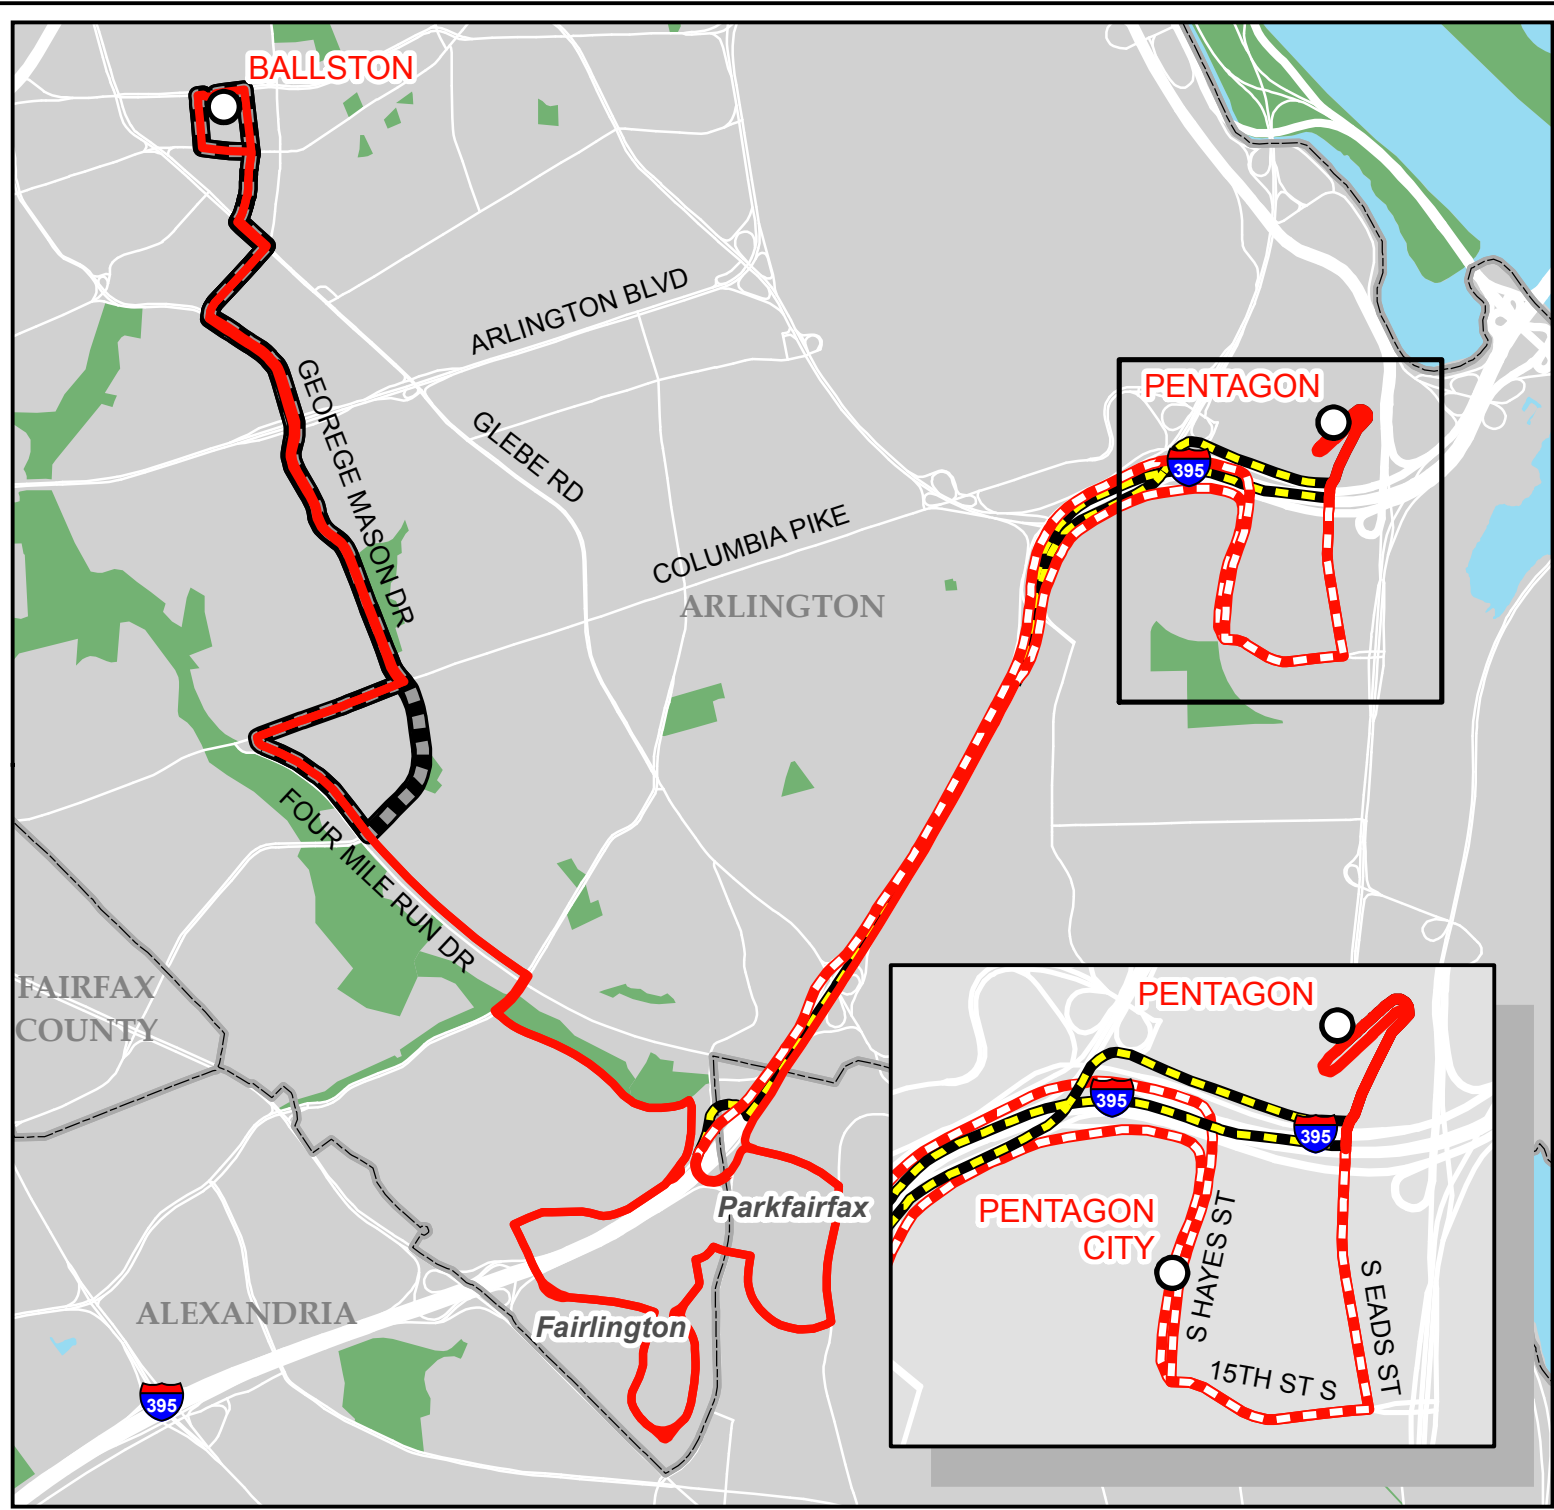 BALLSTON
ARLINGTON BLVD
GEOREGE MASON DR
PENTAGON
GLEBE RD
395
COLUMBIA PIKE
ARLINGTON
FOUR MILE RUN DR
FAIRFAX
COUNTY
PENTAGON
395
395
Parkfairfax
PENTAGON
CITY
S HAYES ST
S EADS ST
ALEXANDRIA
Fairlington
15TH ST S
395